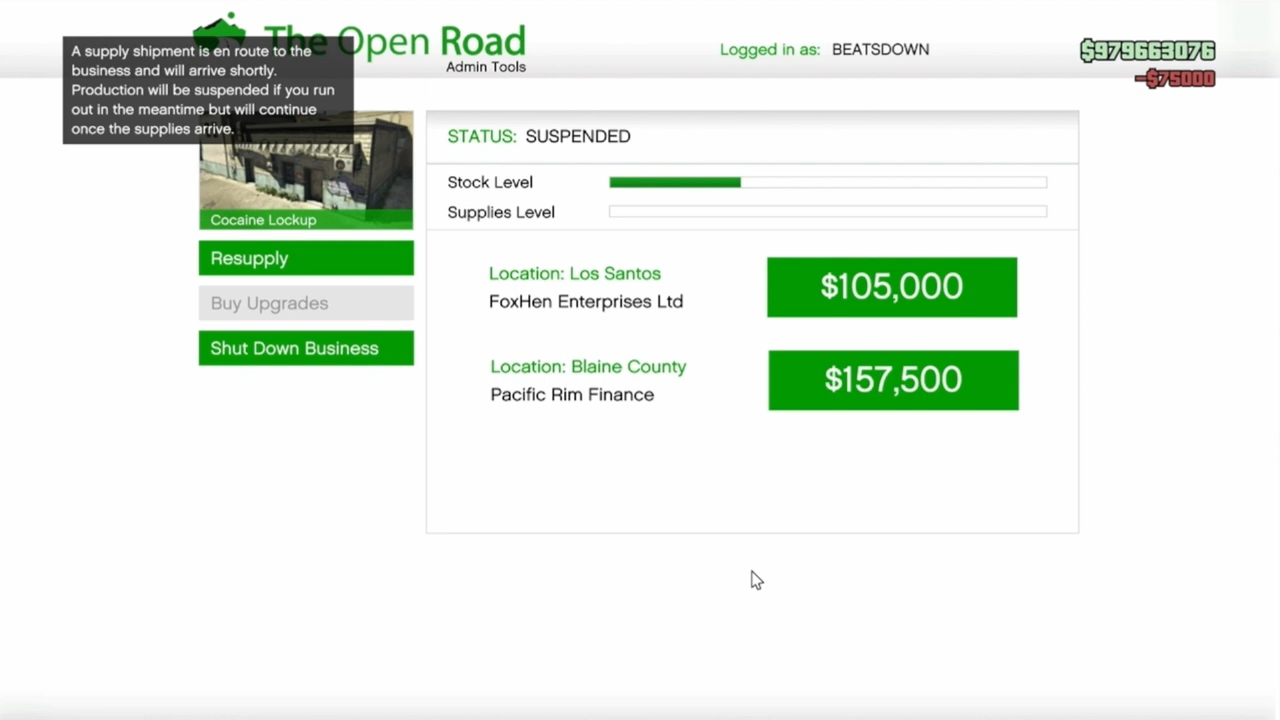 The Open Road
Admin Tools
A supply shipment is en route to the
business and will arrive shortly.
Production will be suspended if you run
out in the meantime but will continue
once the supplies arrive.
Logged in as: BEATSDOWN
$979663076
-$75000
Cocaine Lockup
Resupply
Buy Upgrades
Shut Down Business
STATUS: SUSPENDED
Stock Level
Supplies Level
Location: Los Santos
FoxHen Enterprises Ltd
$105,000
Location: Blaine County
Pacific Rim Finance
$157,500